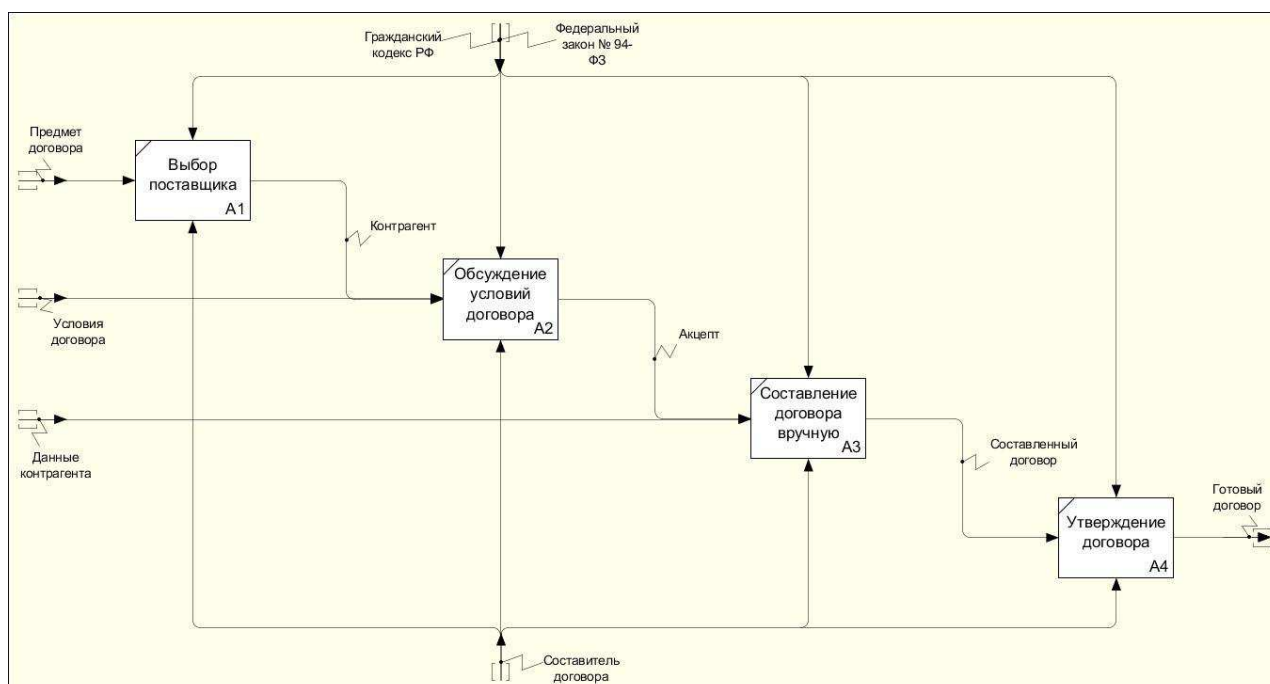 Гражданский
кодекс РФ
Федеральный
закон № 94-
ФЗ
Предмет
договора
Выбор
поставщика
A1
Контрагент
Обсуждение
условий
договора
A2
Условия
договора
Акцепт
Составление
договора
вручную
A3
Данные
контрагента
Составленный
договор
Готовый
договор
Утверждение
договора
A4
Составитель
договора